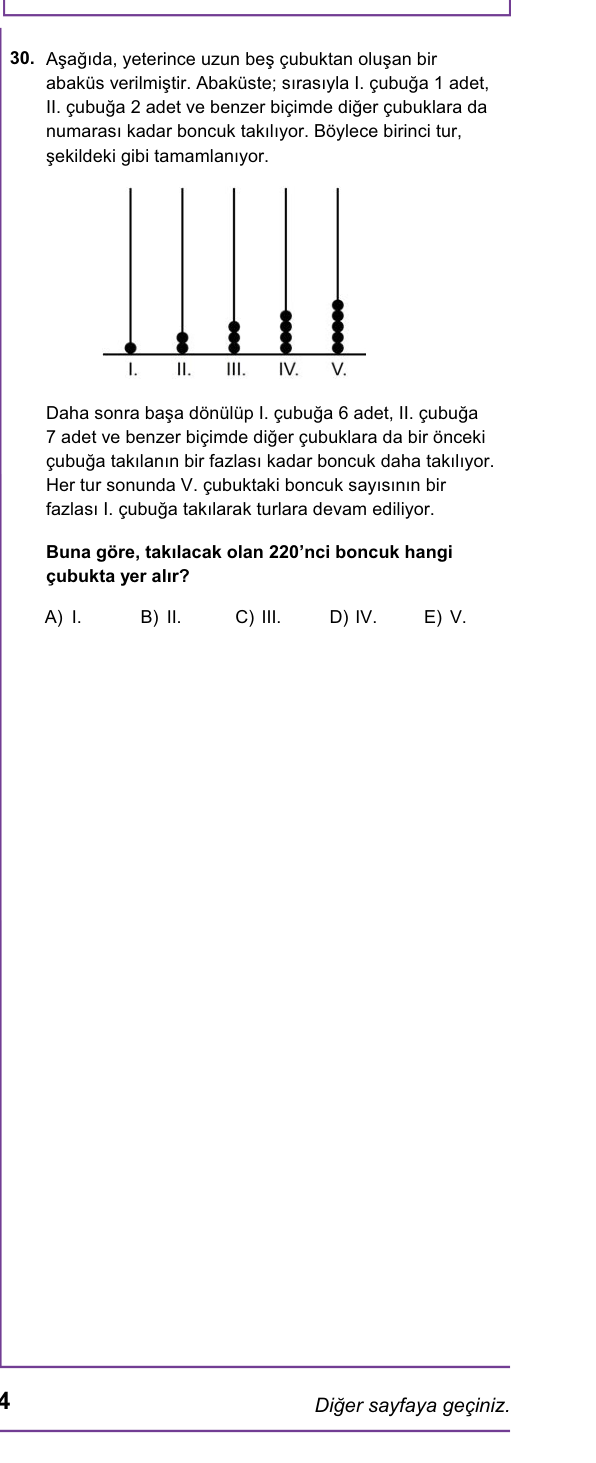 30. Aşağıda, yeterince uzun beş çubuktan oluşan bir
abaküs verilmiştir. Abaküste; sırasıyla I. çubuğa 1 adet,
II. çubuğa 2 adet ve benzer biçimde diğer çubuklara da
numarası kadar boncuk takılıyor. Böylece birinci tur,
şekildeki gibi tamamlanıyor.
I. II. III. IV. V.
Daha sonra başa dönülüp I. çubuğa 6 adet, II. çubuğa
7 adet ve benzer biçimde diğer çubuklara da bir önceki
çubuğa takılanın bir fazlası kadar boncuk daha takılıyor.
Her tur sonunda V. çubuktaki boncuk sayısının bir
fazlası I. çubuğa takılarak turlara devam ediliyor.
Buna göre, takılacak olan 220'nci boncuk hangi
çubukta yer alır?
A) I. B) II. C) III. D) IV. E) V.
4
Diğer sayfaya geçiniz.